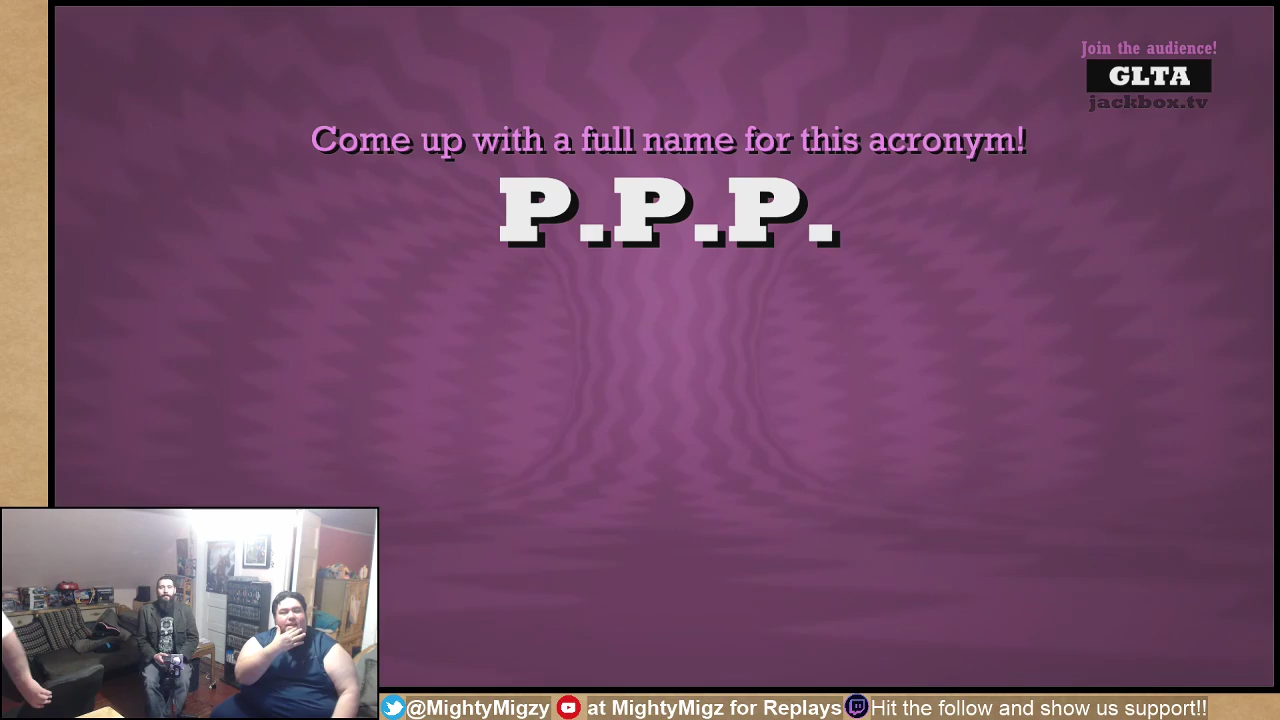 Join the audience!
GLTA
jackbox.tv
Come up with a full name for this acronym!
P.P.P.
@MightyMigzy at MightyMigz for Replays Hit the follow and show us support!!